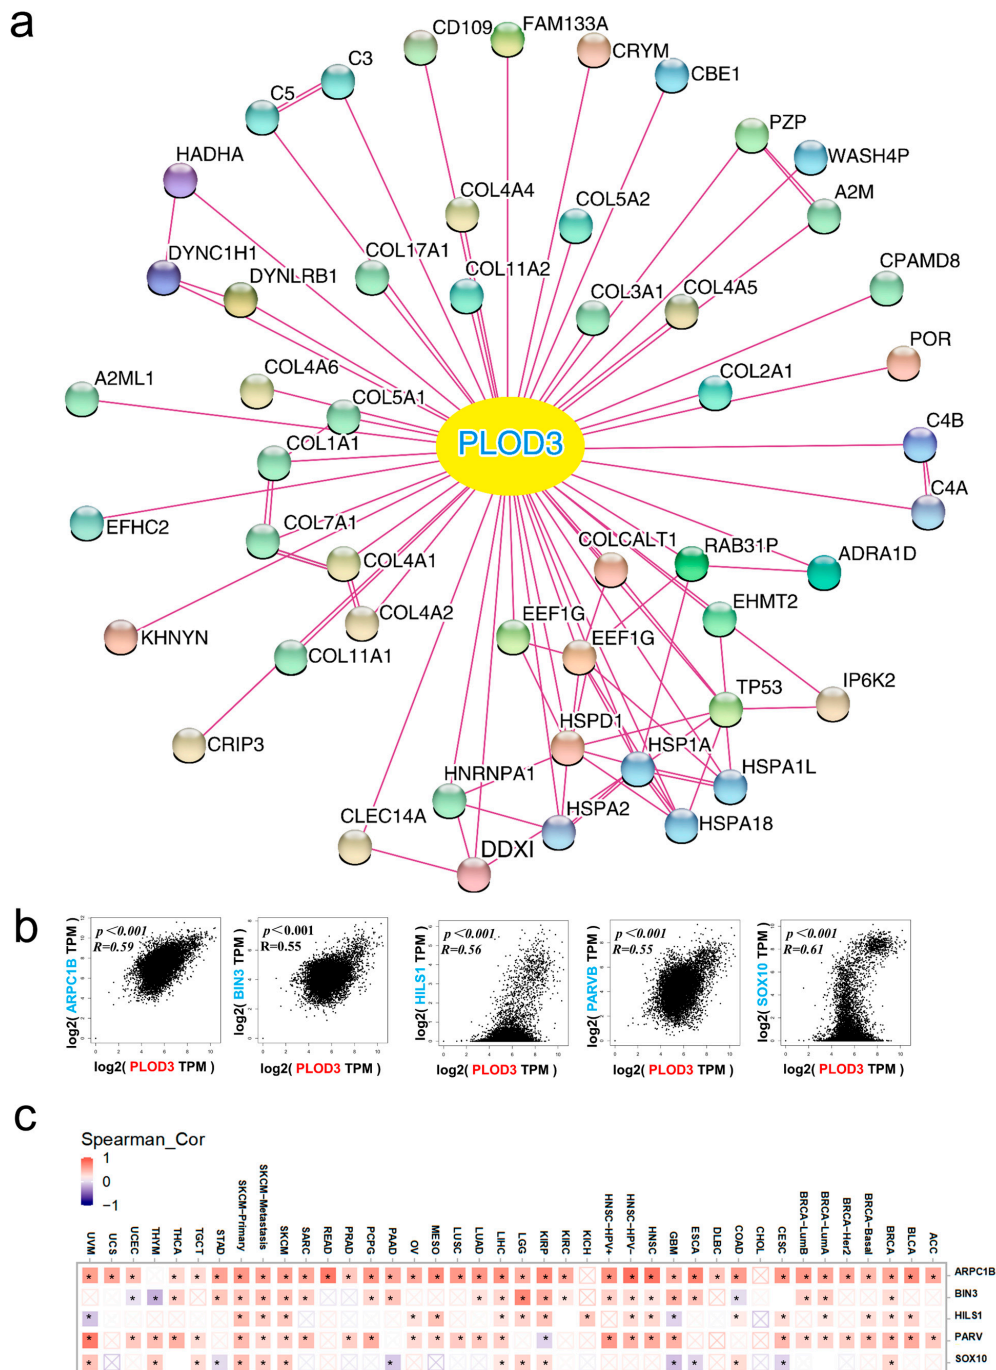 a
CD109
FAM133A
CRYM
CBE1
C3
C5
PZP
WASH4P
HADHA
A2M
COL4A4
COL5A2
DYNC1H1
COL17A1
COL11A2
DYNLRB1
COL3A1
COL4A5
CPAMD8
POR
COL4A6
COL2A1
A2ML1
COL5A1
PLOD3
C4B
COL1A1
C4A
EFHC2
COL7A1
COLCALT1
RAB31P
ADRA1D
COL4A1
EHMT2
COL4A2
EEF1G
KHNYN
EEF1G
COL11A1
TP53
IP6K2
HSPD1
CRIP3
HSP1A
HSPA1L
HNRNPA1
HSPA2
CLEC14A
HSPA18
DDXI
b
log2( ARPC1B TPM )
p<0.001
R=0.59
log2( PLOD3 TPM )
log2( BIN3 TPM )
p<0.001
R=0.55
log2( PLOD3 TPM )
log2( HILS1 TPM )
p<0.001
R=0.56
log2( PLOD3 TPM )
log2( PARVB TPM )
p<0.001
R=0.55
log2( PLOD3 TPM )
log2( SOX10 TPM )
p<0.001
R=0.61
log2( PLOD3 TPM )
c
Spearman_Cor
1
0
−1
UVM
UCS
UCEC
THYM
THCA
TGCT
STAD
SKCM-Primary
SKCM-Metastasis
SKCM
SARC
READ
PRAD
PCPG
PAAD
OV
MESO
LUSC
LUAD
LIHC
LGG
KIRP
KIRC
KICH
HNSC-HPV+
HNSC-HPV-
HNSC
GBM
ESCA
DLBC
COAD
CHOL
CESC
BRCA-LumB
BRCA-LumA
BRCA-Her2
BRCA-Basal
BRCA
BLCA
ACC
ARPC1B
BIN3
HILS1
PARV
SOX10